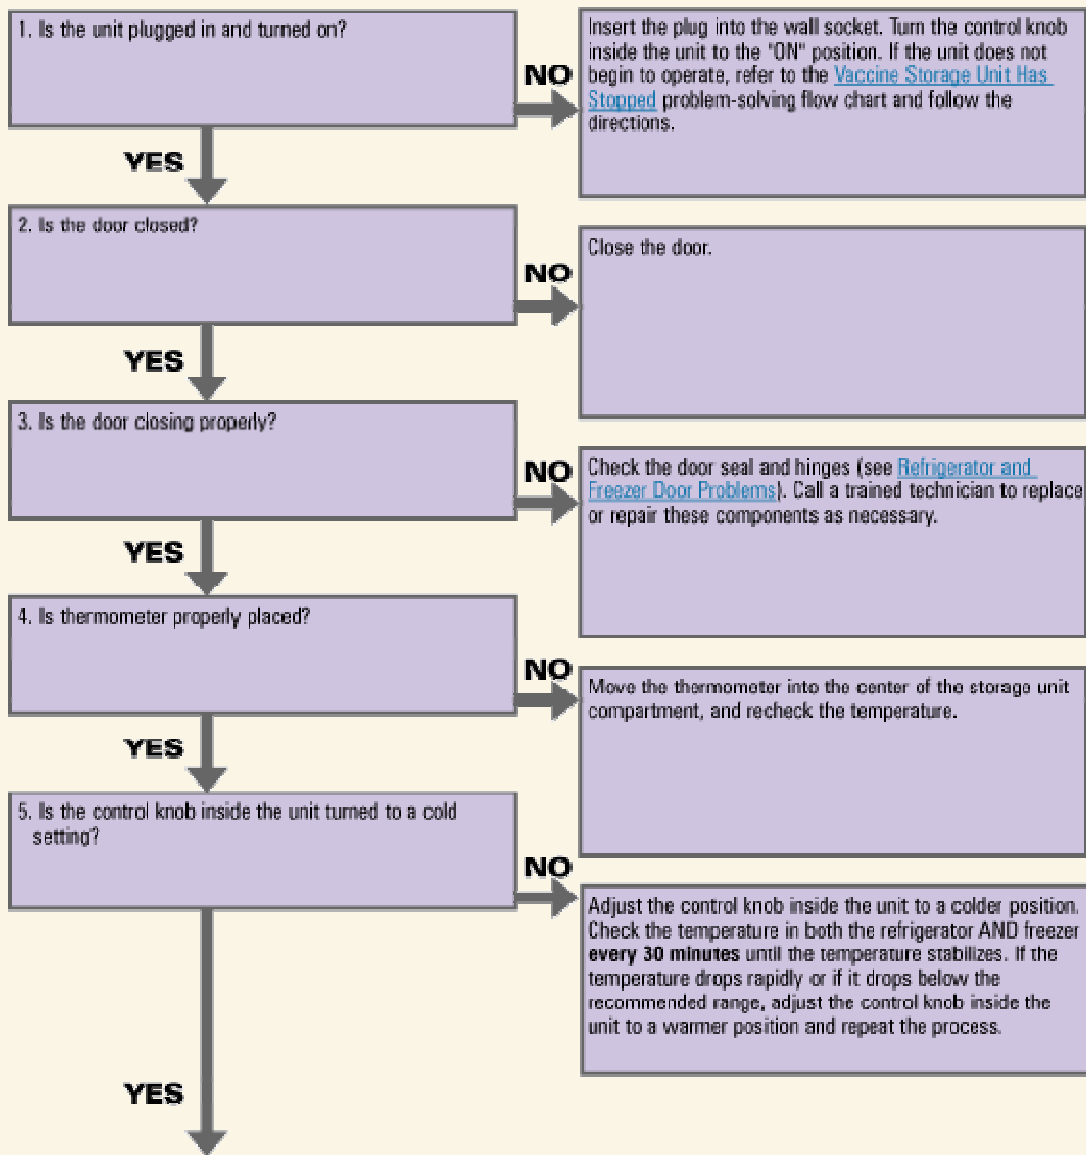 1. Is the unit plugged in and turned on?
NO
Insert the plug into the wall socket. Turn the control knob
inside the unit to the "ON" position. If the unit does not
begin to operate, refer to the Vaccine Storage Unit Has
Stopped problem-solving flow chart and follow the
directions.
YES
2. Is the door closed?
NO
Close the door.
YES
3. Is the door closing properly?
NO
Check the door seal and hinges (see Refrigerator and
Freezer Door Problems). Call a trained technician to replace
or repair these components as necessary.
YES
4. Is thermometer properly placed?
NO
Move the thermometer into the center of the storage unit
compartment, and recheck the temperature.
YES
5. Is the control knob inside the unit turned to a cold
setting?
NO
Adjust the control knob inside the unit to a colder position.
Check the temperature in both the refrigerator AND freezer
every 30 minutes until the temperature stabilizes. If the
temperature drops rapidly or if it drops below the
recommended range, adjust the control knob inside the
unit to a warmer position and repeat the process.
YES